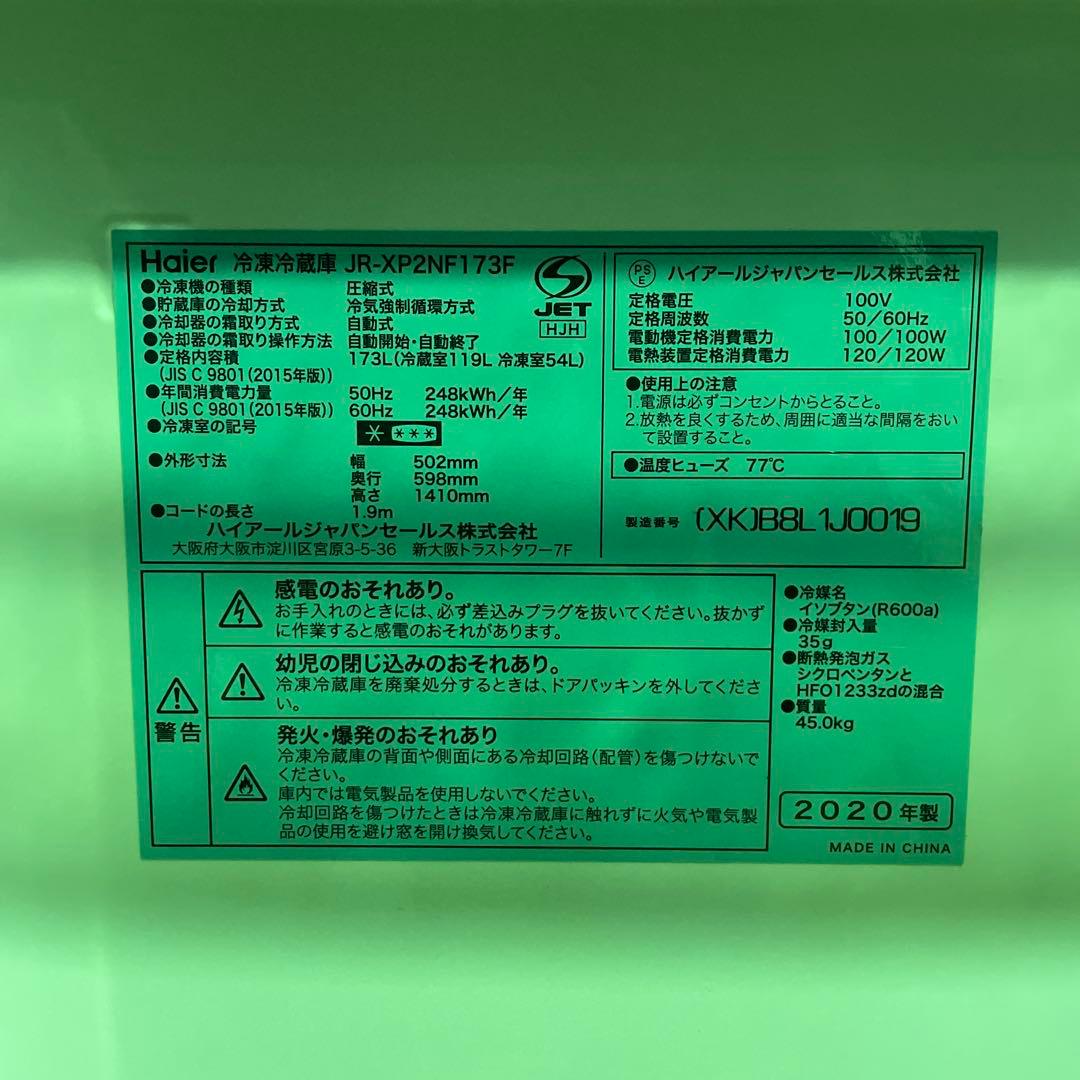 Haier 冷凍冷蔵庫 JR-XP2NF173F
●冷凍機の種類 圧縮式
●貯蔵庫の冷却方式 冷気強制循環方式
●冷却器の霜取り方式 自動式
●冷却器の霜取り操作方法 自動開始・自動終了
●定格内容積 173L(冷蔵室119L 冷凍室54L)
(JIS C 9801(2015年版))
●年間消費電力量 50Hz 248kWh/年
(JIS C 9801(2015年版)) 60Hz 248kWh/年
●冷凍室の記号
●外形寸法 幅 502mm
奥行 598mm
高さ 1410mm
●コードの長さ 1.9m
ハイアールジャパンセールス株式会社
大阪府大阪市淀川区宮原3-5-36 新大阪トラストタワー7F
S JET
HJH
PSE ハイアールジャパンセールス株式会社
定格電圧 100V
定格周波数 50/60Hz
電動機定格消費電力 100/100W
電熱装置定格消費電力 120/120W
●使用上の注意
1.電源は必ずコンセントからとること。
2.放熱を良くするため、周囲に適当な間隔をおい
て設置すること。
●温度ヒューズ 77℃
製造番号 (XK)B8L1J0019
警告
感電のおそれあり。
お手入れのときには、必ず差込みプラグを抜いてください。抜かず
に作業すると感電のおそれがあります。
幼児の閉じ込みのおそれあり。
冷凍冷蔵庫を廃棄処分するときは、ドアパッキンを外してくださ
い。
発火・爆発のおそれあり
冷凍冷蔵庫の背面や側面にある冷却回路(配管)を傷つけないで
ください。
庫内では電気製品を使用しないでください。
冷却回路を傷つけたときは冷凍冷蔵庫に触れずに火気や電気製
品の使用を避け窓を開け換気してください。
●冷媒名
イソブタン(R600a)
●冷媒封入量
35g
●断熱発泡ガス
シクロペンタンと
HFO1233zdの混合
●質量
45.0kg
2020年製
MADE IN CHINA